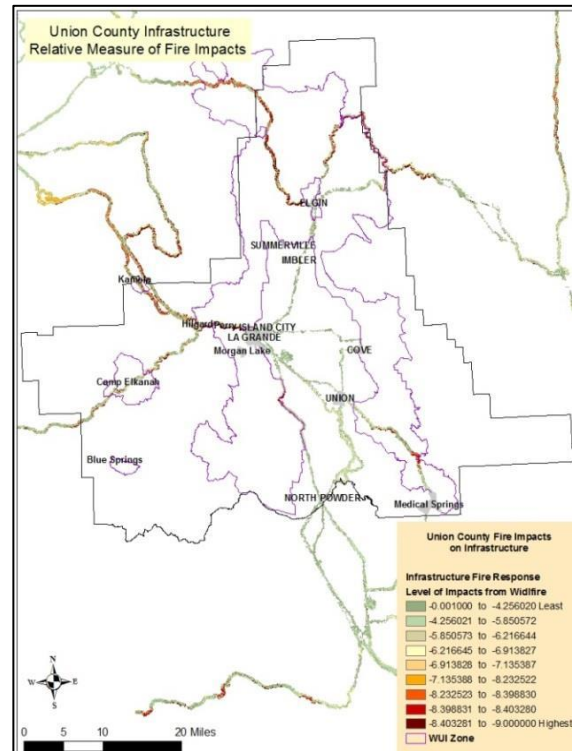 Union County Infrastructure
Relative Measure of Fire Impacts
ELGIN
SUMMERVILLE
IMBLER
Kamela
Hilgard Perry ISLAND CITY
LA GRANDE
Morgan Lake
COVE
Camp Elkanah
UNION
Blue Springs
NORTH POWDER
Medical Springs
Union County Fire Impacts
on Infrastructure
Infrastructure Fire Response
Level of Impacts from Widlfire
-0.001000 to -4.256020 Least
-4.256021 to -5.850572
-5.850573 to -6.216644
-6.216645 to -6.913827
-6.913828 to -7.135387
-7.135388 to -8.232522
-8.232523 to -8.398830
-8.398831 to -8.403280
-8.403281 to -9.000000 Highest
WUI Zone
N
W E
S
0 5 10 20 Miles